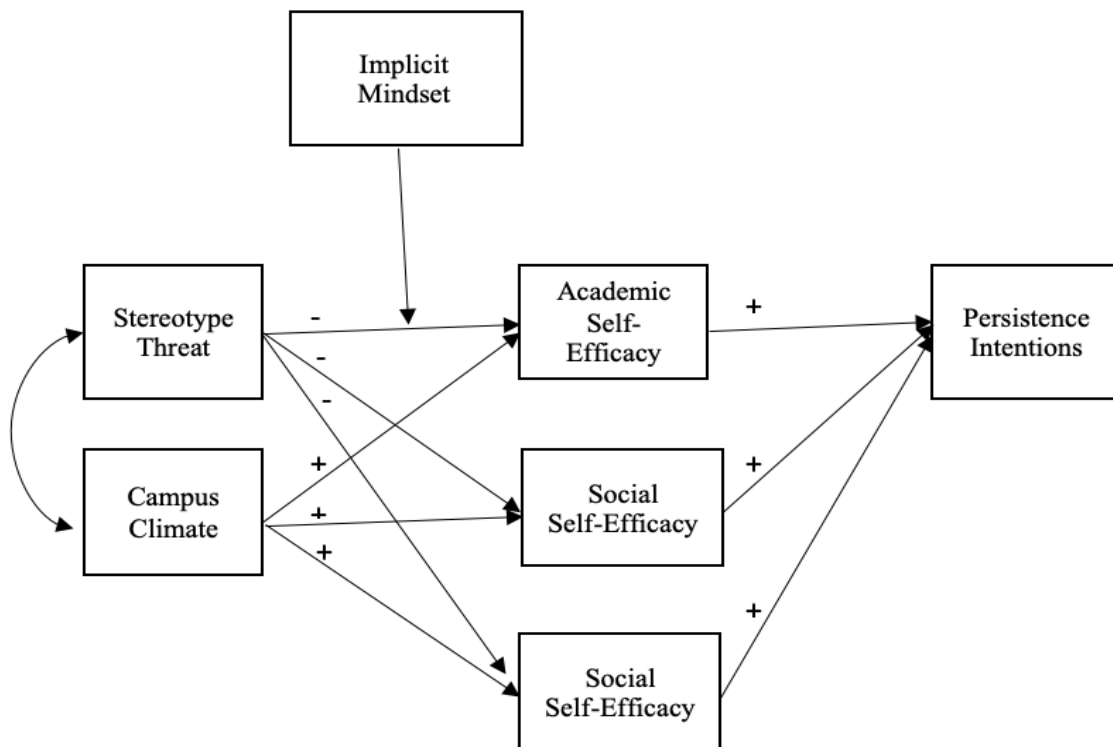 Implicit
Mindset
Stereotype
Threat
-
-
-
Academic
Self-
Efficacy
+
Persistence
Intentions
Campus
Climate
+
+
+
Social
Self-Efficacy
+
Social
Self-Efficacy
+